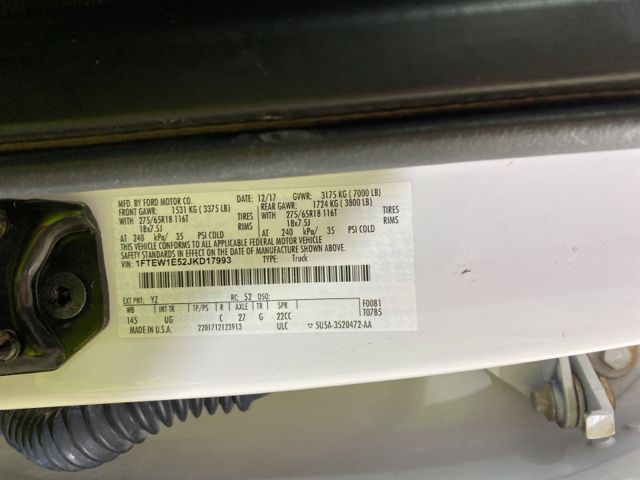 MFD. BY FORD MOTOR CO. DATE: 12/17 GVWR: 3175 KG ( 7000 LB)
FRONT GAWR: 1531 KG ( 3375 LB) REAR GAWR: 1724 KG ( 3800 LB)
WITH TIRES WITH TIRES
275/65R18 116T RIMS 275/65R18 116T RIMS
18x7.5J 18x7.5J
AT 240 kPa/ 35 PSI COLD AT 240 kPa/ 35 PSI COLD
THIS VEHICLE CONFORMS TO ALL APPLICABLE FEDERAL MOTOR VEHICLE
SAFETY STANDARDS IN EFFECT ON THE DATE OF MANUFACTURE SHOWN ABOVE.
VIN: 1FTEW1E52JKD17993 TYPE: Truck
EXT PNT: YZ RC: 52 DSO: F0081
WB TP/PS R AXLE TR SPR T0785
145 UG C 27 G 22CC
MADE IN U.S.A. 2201712123913 ULC 5U5A-3520472-AA